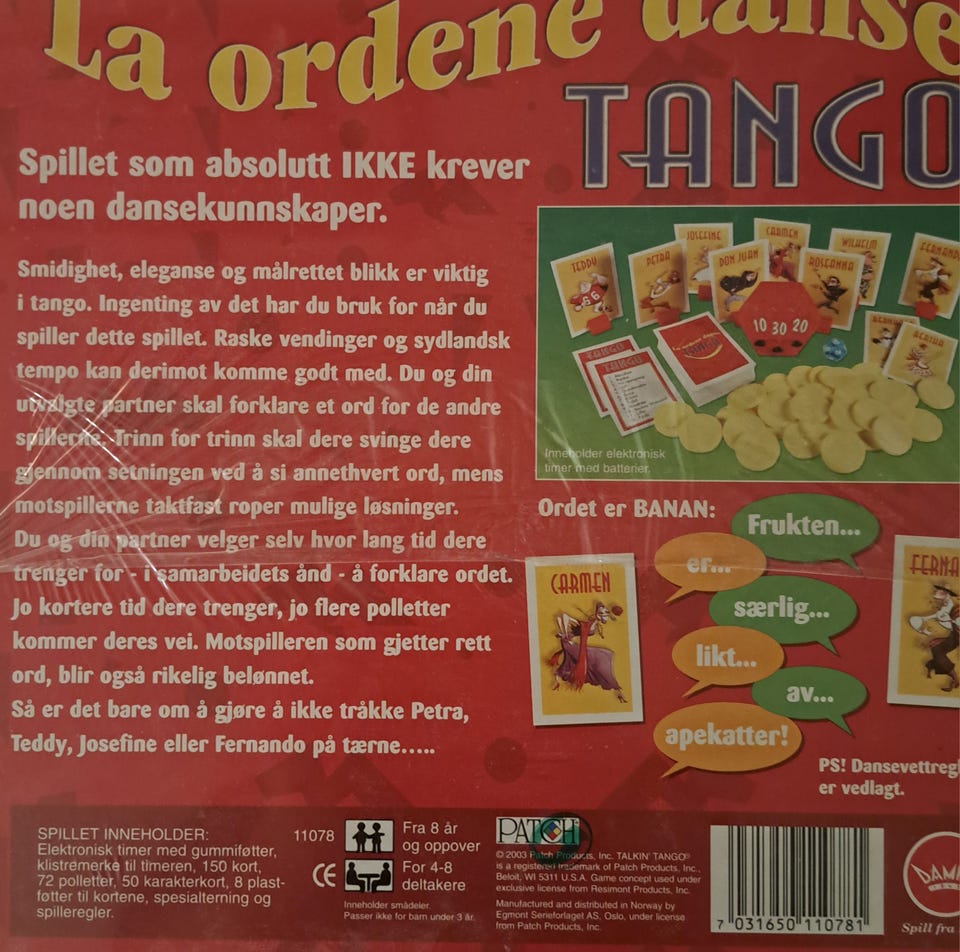 La ordene danse
TANGO
Spillet som absolutt IKKE krever
noen dansekunnskaper.
Smidighet, eleganse og målrettet blikk er viktig
i tango. Ingenting av det har du bruk for når du
spiller dette spillet. Raske vendinger og sydlandsk
tempo kan derimot komme godt med. Du og din
utvalgte partner skal forklare et ord for de andre
spillerne. Trinn for trinn skal dere svinge dere
gjennom setningen ved å si annethvert ord, mens
motspillerne taktfast roper mulige løsninger.
Du og din partner velger selv hvor lang tid dere
trenger for - i samarbeidets ånd - å forklare ordet.
Jo kortere tid dere trenger, jo flere polletter
kommer deres vei. Motspilleren som gjetter rett
ord, blir også rikelig belønnet.
Så er det bare om å gjøre å ikke tråkke Petra,
Teddy, Josefine eller Fernando på tærne.....
TEDDY
PETRA
JOSEFINE
DON JUAN
CARMEN
ROSEANNA
WILHELM
FERNAND
AGATHA
10 30 20
TANGO
TANGO
TANGO
Inneholder elektronisk
timer med batterier.
Ordet er BANAN:
Frukten...
er...
særlig...
likt...
av...
apekatter!
CARMEN
FERNA
PS! Dansevettregl
er vedlagt.
SPILLET INNEHOLDER:
Elektronisk timer med gummiføtter,
klistremerke til timeren, 150 kort,
72 polletter, 50 karakterkort, 8 plast-
føtter til kortene, spesialterning og
spilleregler.
11078
CE
Fra 8 år
og oppover
For 4-8
deltakere
Inneholder smådeler.
Passer ikke for barn under 3 år.
PATCH
© 2003 Patch Products, Inc. TALKIN' TANGO®
is a registered trademark of Patch Products, Inc.,
Beloit, WI 5311 U.S.A. Game concept used under
exclusive license from Resimont Products, Inc.
Manufactured and distributed in Norway by
Egmont Serieforlaget AS, Oslo, under license
from Patch Products, Inc.
7 031650 110781
DAMM
Spill fra